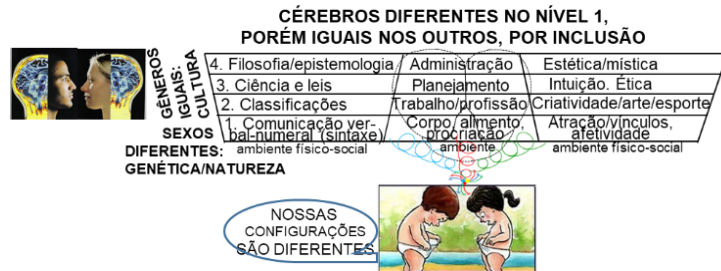 CÉREBROS DIFERENTES NO NÍVEL 1,
PORÉM IGUAIS NOS OUTROS, POR INCLUSÃO
GÊNEROS
IGUAIS:
CULTURA
4. Filosofia/epistemologia Administração Estética/mística
3. Ciência e leis Planejamento Intuição. Ética
2. Classificações Trabalho/profissão Criatividade/arte/esporte
1. Comunicação ver-
bal-numeral (sintaxe)
Corpo, alimento,
procriação
Atração/vínculos,
afetividade
SEXOS
DIFERENTES:
GENÉTICA/NATUREZA
ambiente físico-social ambiente ambiente físico-social
NOSSAS
CONFIGURAÇÕES
SÃO DIFERENTES